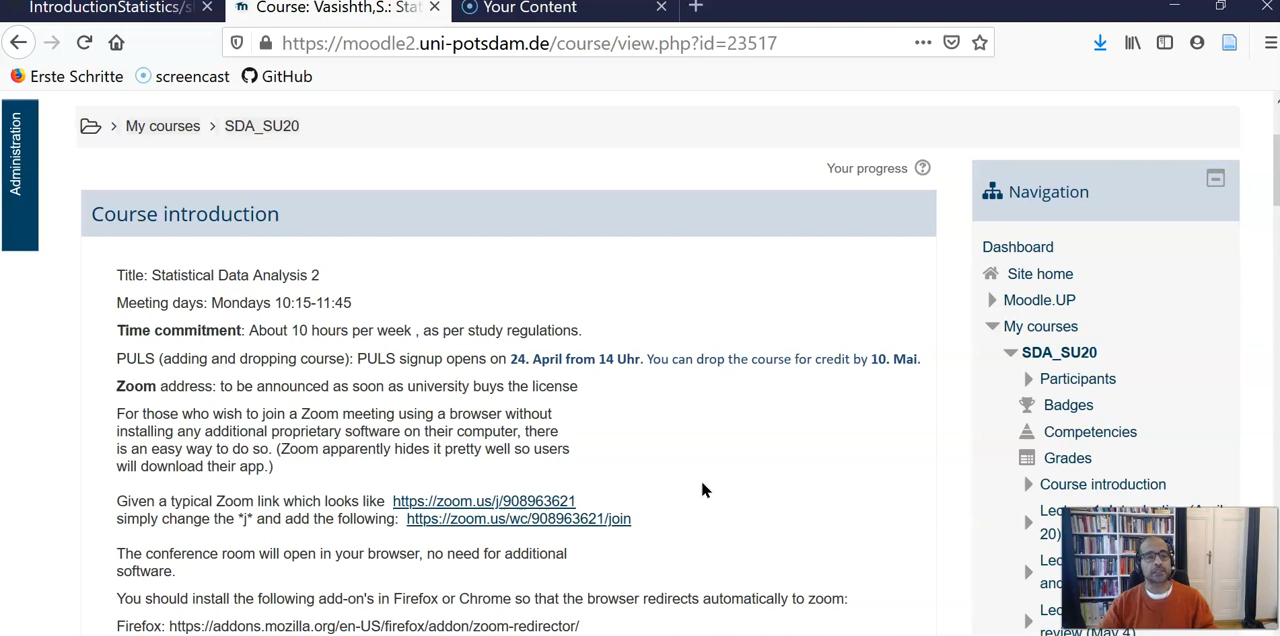 IntroductionStatistics/sl
Course: Vasishth,S.: Stat
Your Content
https://moodle2.uni-potsdam.de/course/view.php?id=23517
Erste Schritte
screencast
GitHub
Administration
My courses
SDA_SU20
Your progress
Course introduction
Title: Statistical Data Analysis 2
Meeting days: Mondays 10:15-11:45
Time commitment: About 10 hours per week , as per study regulations.
PULS (adding and dropping course): PULS signup opens on 24. April from 14 Uhr. You can drop the course for credit by 10. Mai.
Zoom address: to be announced as soon as university buys the license
For those who wish to join a Zoom meeting using a browser without
installing any additional proprietary software on their computer, there
is an easy way to do so. (Zoom apparently hides it pretty well so users
will download their app.)
Given a typical Zoom link which looks like https://zoom.us/j/908963621
simply change the *j* and add the following: https://zoom.us/wc/908963621/join
The conference room will open in your browser, no need for additional
software.
You should install the following add-on's in Firefox or Chrome so that the browser redirects automatically to zoom:
Firefox: https://addons.mozilla.org/en-US/firefox/addon/zoom-redirector/
Navigation
Dashboard
Site home
Moodle.UP
My courses
SDA_SU20
Participants
Badges
Competencies
Grades
Course introduction
Lec
20)
Lec
and
Lec
review (May 4)